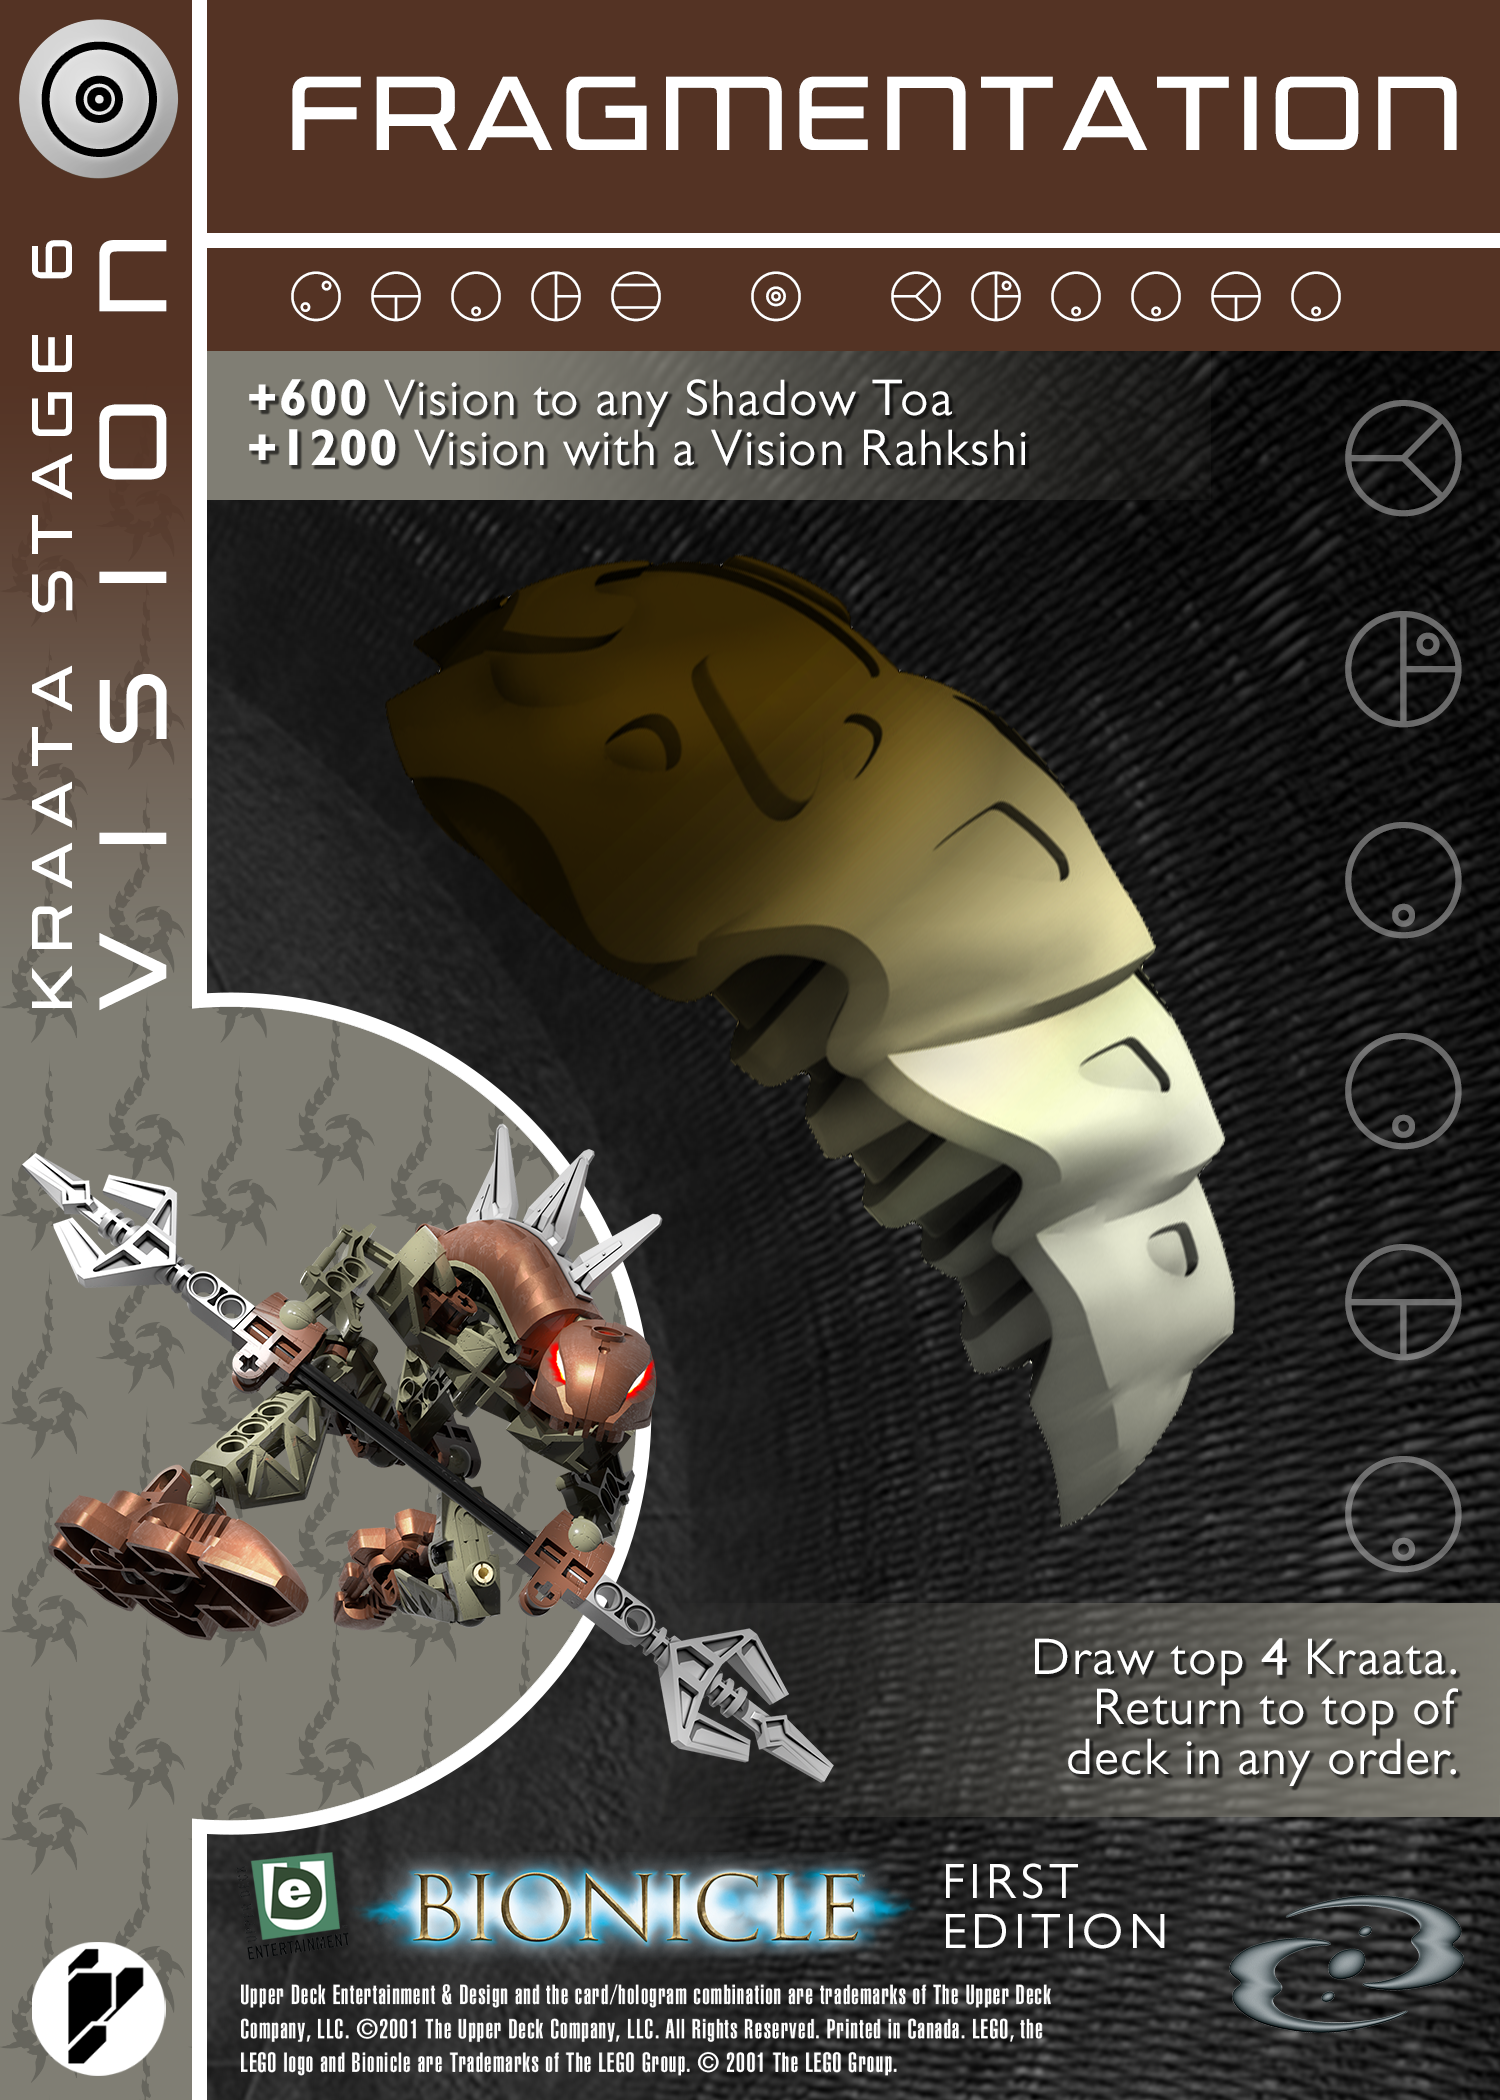 FRAGMENTATION
KRAATA STAGE 6
VISION
+600 Vision to any Shadow Toa
+1200 Vision with a Vision Rahkshi
Draw top 4 Kraata.
Return to top of
deck in any order.
e
ENTERTAINMENT
BIONICLE
FIRST
EDITION
Upper Deck Entertainment & Design and the card/hologram combination are trademarks of The Upper Deck
Company, LLC. ©2001 The Upper Deck Company, LLC. All Rights Reserved. Printed in Canada. LEGO, the
LEGO logo and Bionicle are Trademarks of The LEGO Group. © 2001 The LEGO Group.